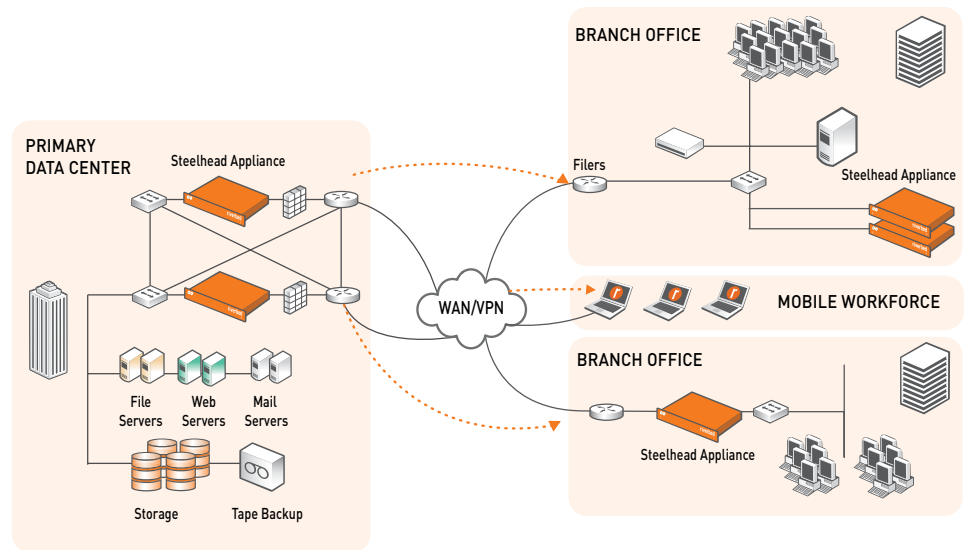 BRANCH OFFICE
PRIMARY
DATA CENTER
Steelhead Appliance
Filers
Steelhead Appliance
WAN/VPN
MOBILE WORKFORCE
BRANCH OFFICE
File
Servers
Web
Servers
Mail
Servers
Steelhead Appliance
Storage
Tape Backup